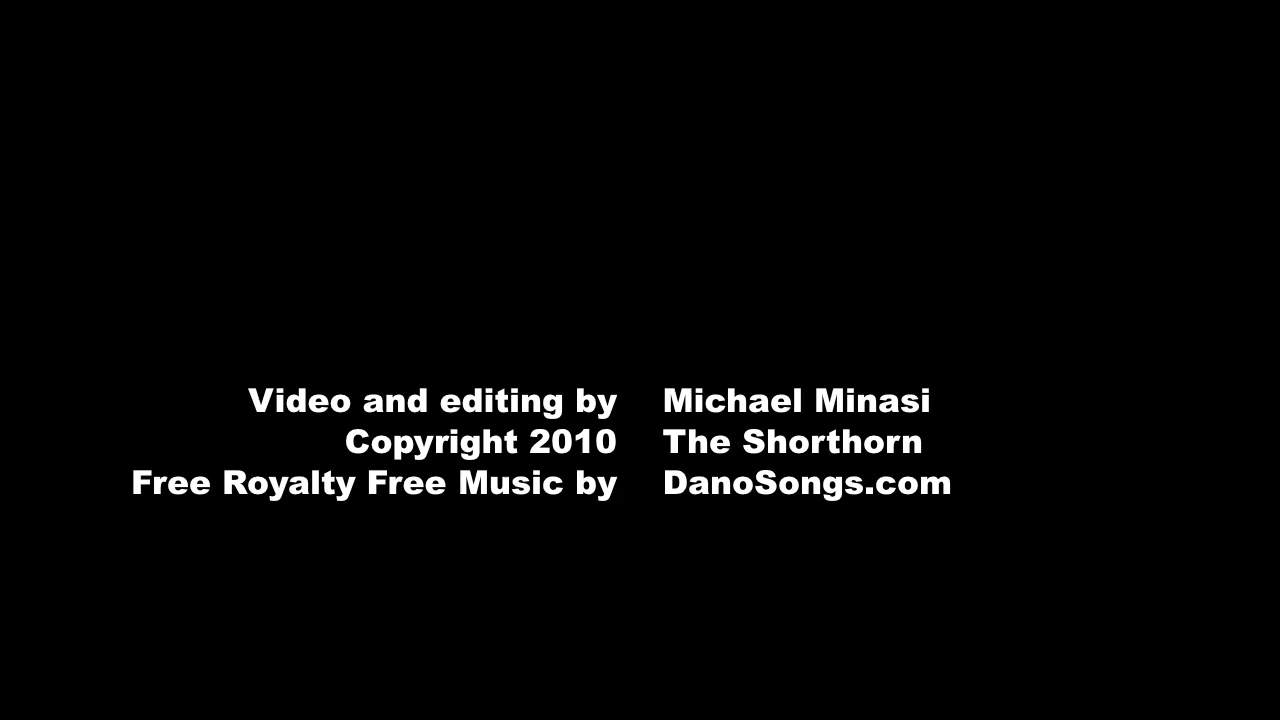 Video and editing by Michael Minasi
Copyright 2010 The Shorthorn
Free Royalty Free Music by DanoSongs.com